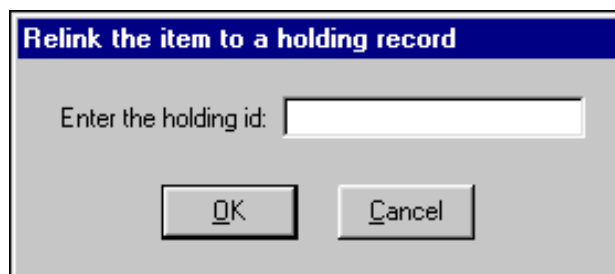 Relink the item to a holding record
Enter the holding id:
OK
Cancel